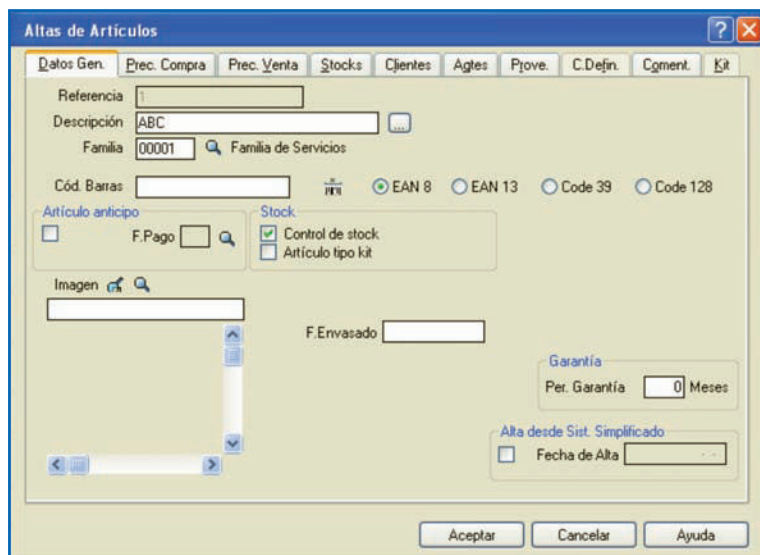 Altas de Artículos
Datos Gen. Prec. Compra Prec. Venta Stocks Clientes Agtes Prove. C.Defin. Coment. Kit
Referencia 1
Descripción ABC ...
Familia 00001 Familia de Servicios
Cód. Barras EAN 8 EAN 13 Code 39 Code 128
Artículo anticipo Stock
F.Pago Control de stock
Artículo tipo kit
Imagen
F.Envasado
Garantía
Per. Garantía 0 Meses
Alta desde Sist. Simplificado
Fecha de Alta - -
Aceptar Cancelar Ayuda